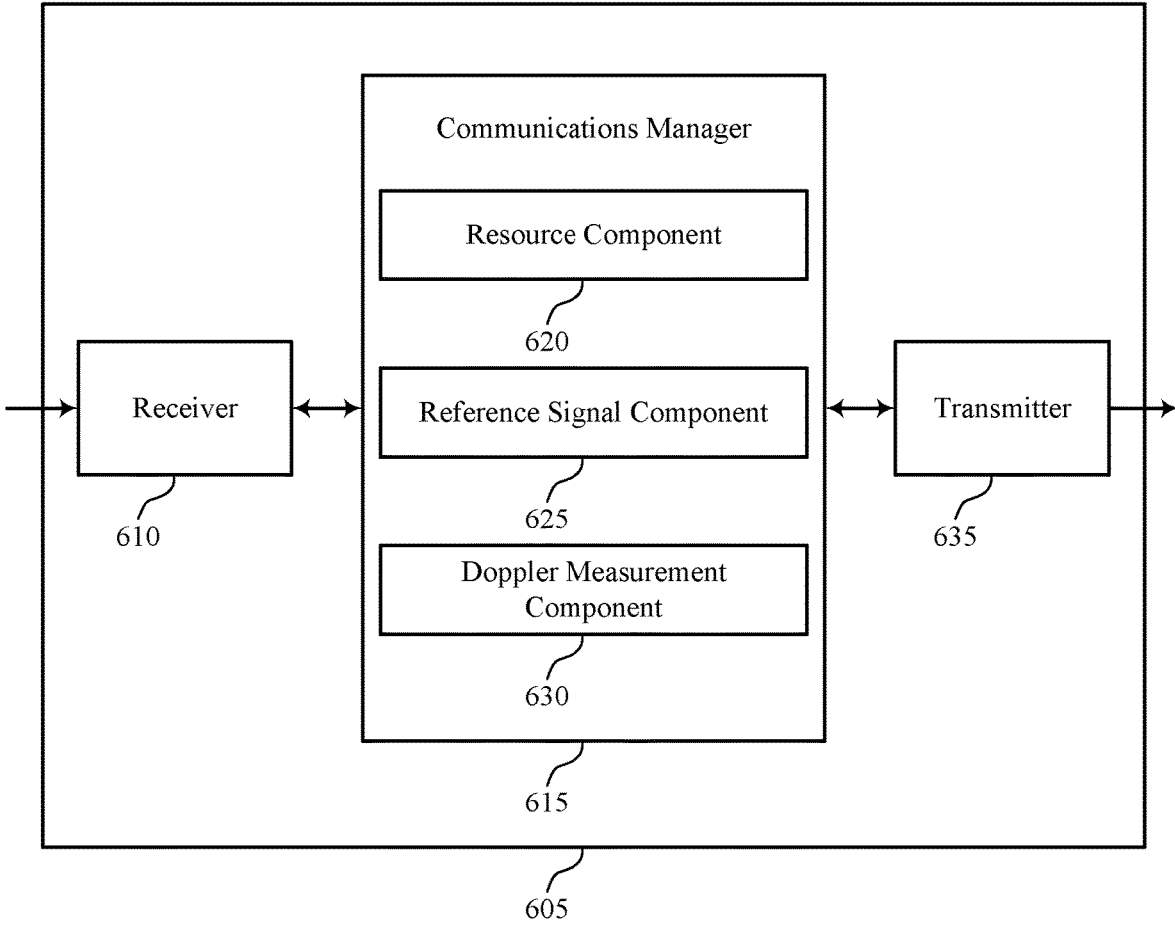 Communications Manager
Resource Component
620
Receiver
610
Reference Signal Component
625
Transmitter
635
Doppler Measurement
Component
630
615
605